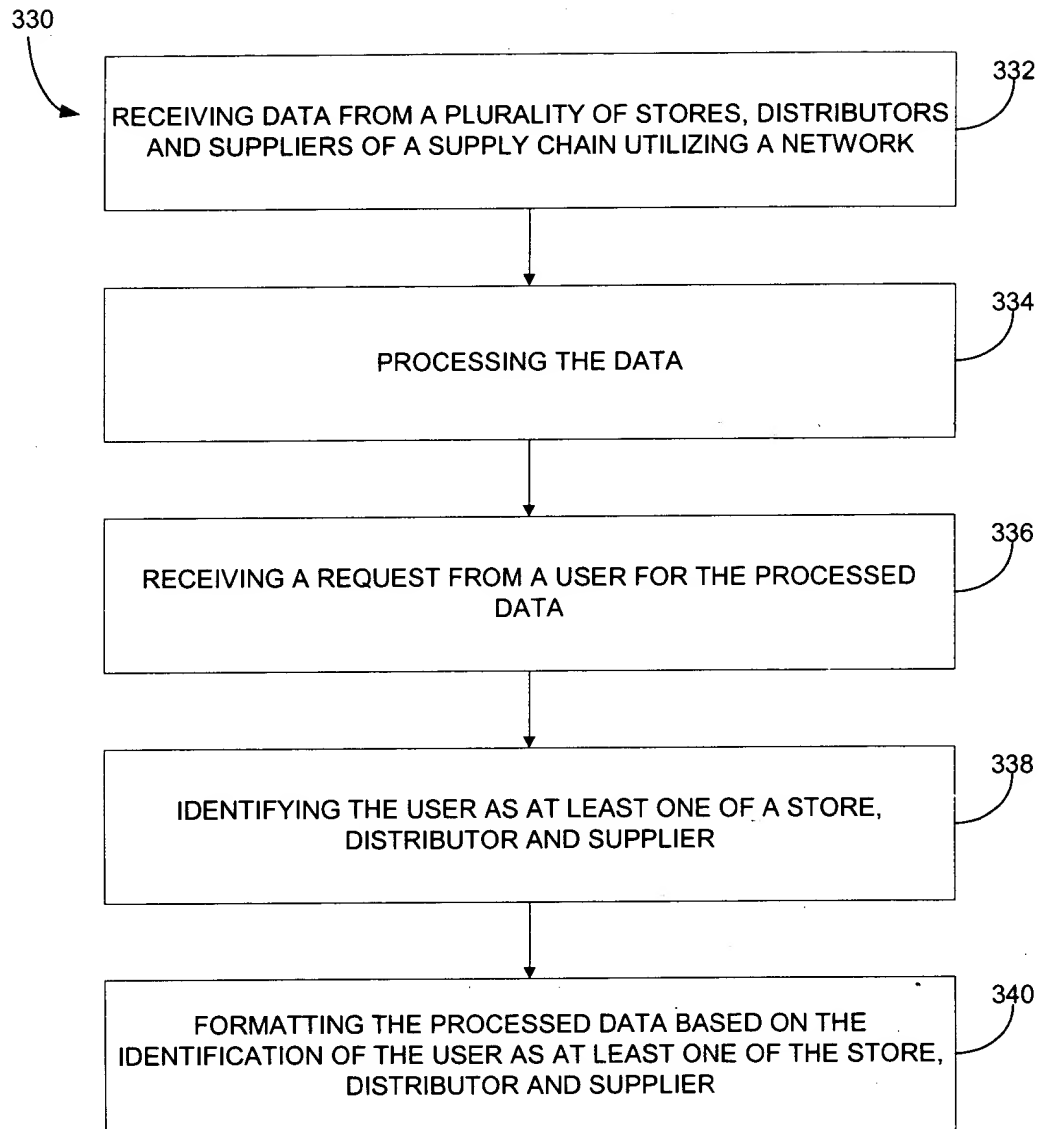 330
332
RECEIVING DATA FROM A PLURALITY OF STORES, DISTRIBUTORS
AND SUPPLIERS OF A SUPPLY CHAIN UTILIZING A NETWORK
334
PROCESSING THE DATA
336
RECEIVING A REQUEST FROM A USER FOR THE PROCESSED
DATA
338
IDENTIFYING THE USER AS AT LEAST ONE OF A STORE,
DISTRIBUTOR AND SUPPLIER
340
FORMATTING THE PROCESSED DATA BASED ON THE
IDENTIFICATION OF THE USER AS AT LEAST ONE OF THE STORE,
DISTRIBUTOR AND SUPPLIER